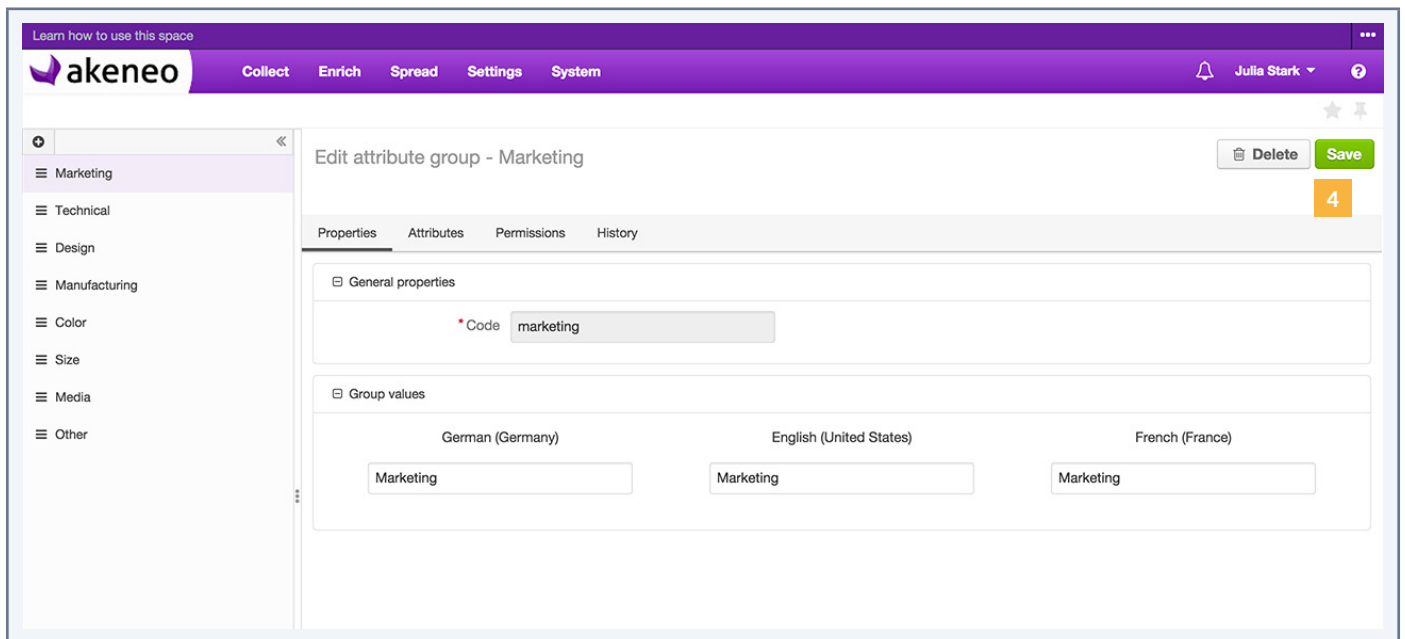 Learn how to use this space
akeneo Collect Enrich Spread Settings System Julia Stark ?
Edit attribute group - Marketing Delete Save
4
Marketing
Technical
Design
Manufacturing
Color
Size
Media
Other
Properties Attributes Permissions History
General properties
*Code marketing
Group values
German (Germany) English (United States) French (France)
Marketing Marketing Marketing